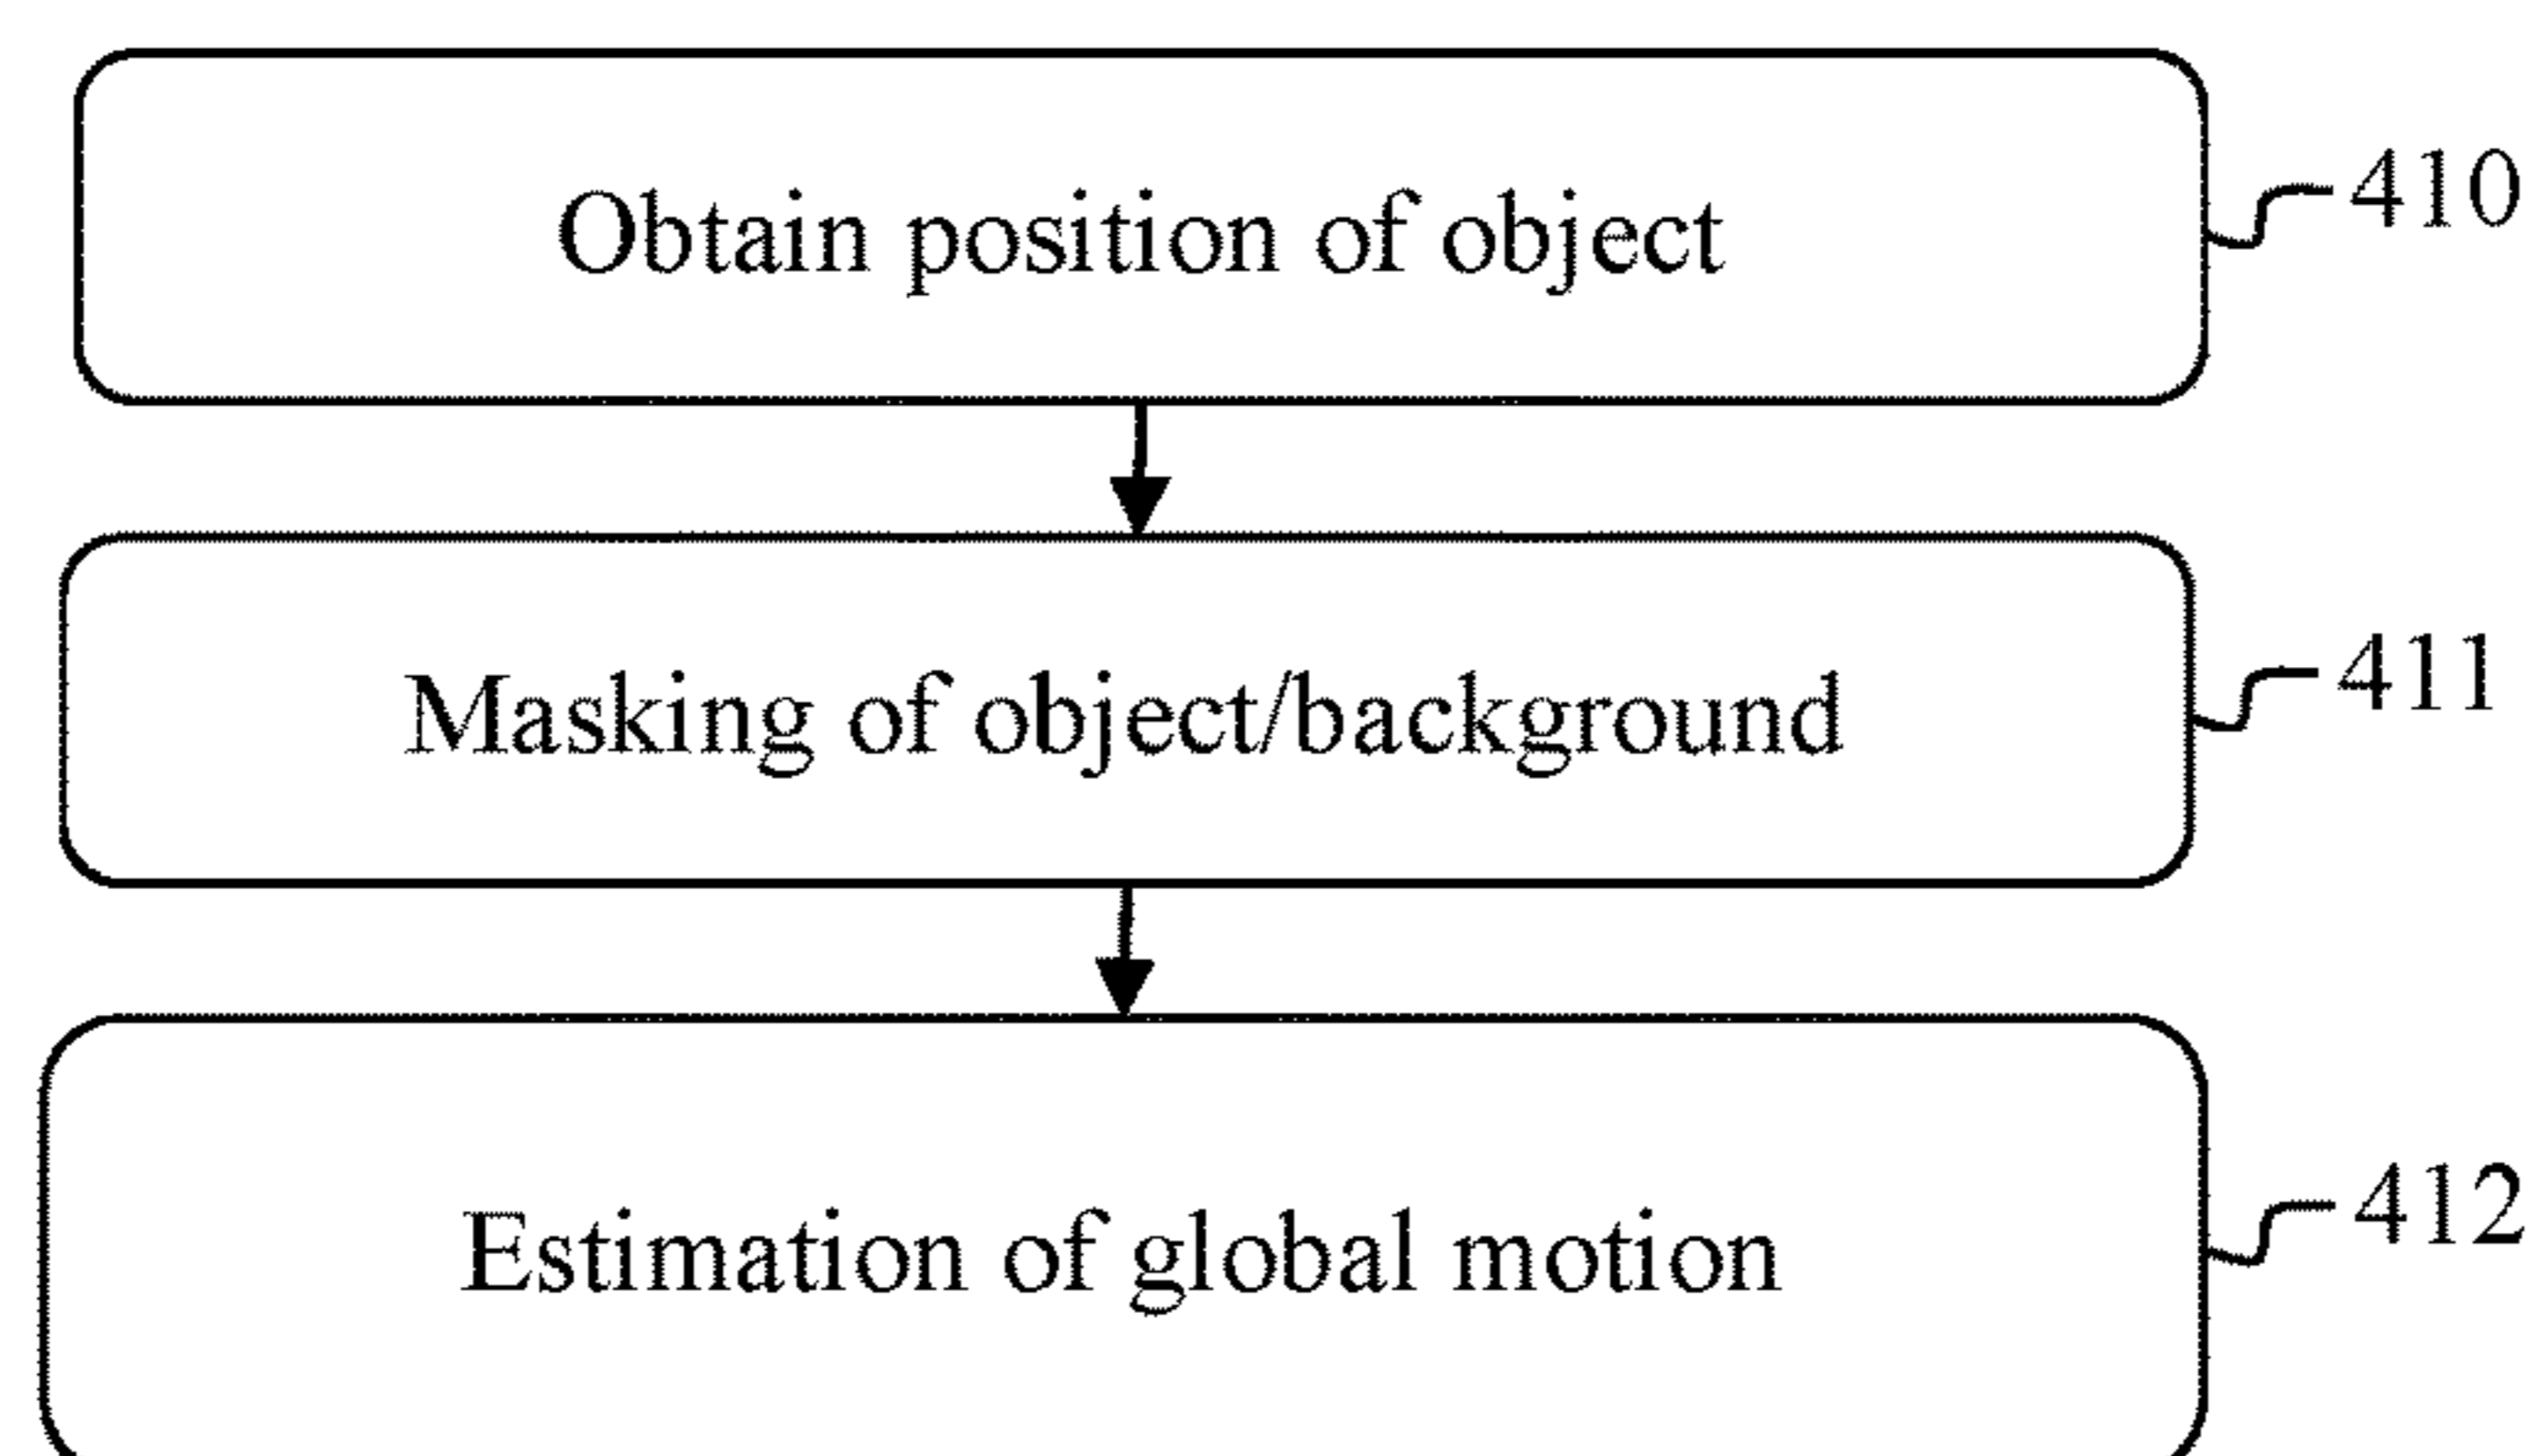 Obtain position of object
410
Masking of object/background
411
Estimation of global motion
412